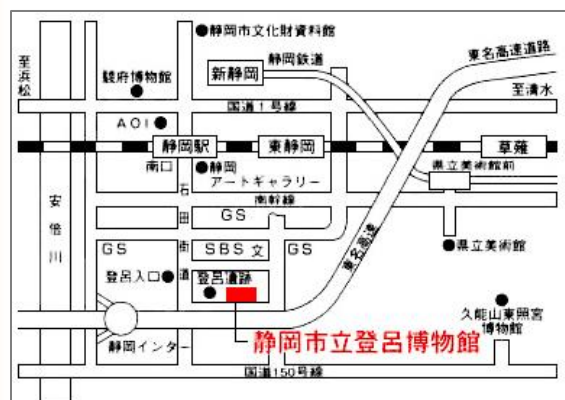 静岡市文化財資料館
至浜松
駿府博物館
新静岡
静岡鉄道
東名高速道路
至清水
国道1号線
AOI
静岡駅
東静岡
草薙
南口
静岡
アートギャラリー
県立美術館前
石田街道
南幹線
安倍川
GS
GS
SBS
文
GS
東名高速
県立美術館
登呂入口
登呂遺跡
久能山東照宮
博物館
静岡インター
静岡市立登呂博物館
国道150号線